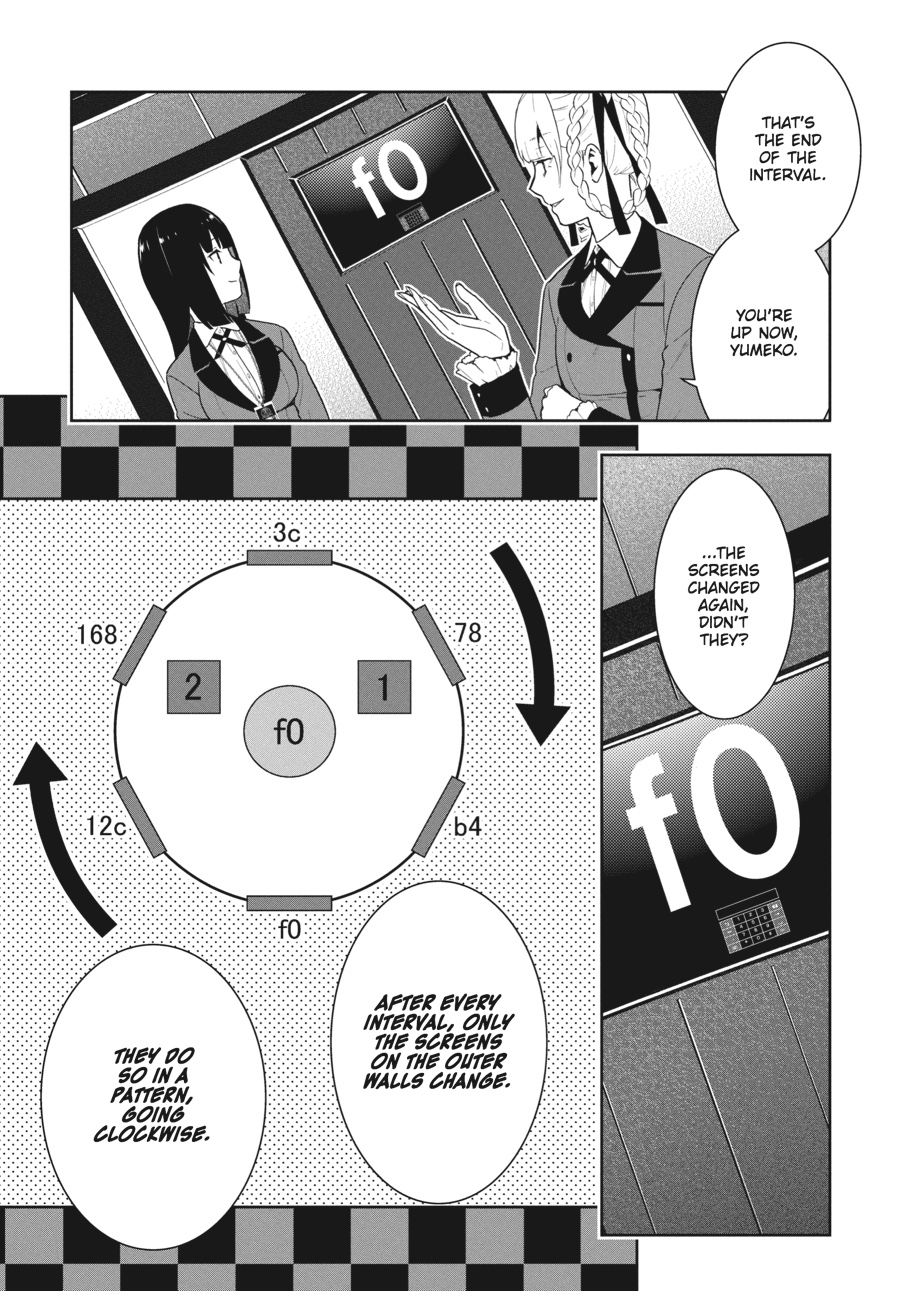 THAT'S
THE END
OF THE
INTERVAL.
f0
YOU'RE
UP NOW,
YUMEKO.
...THE
SCREENS
CHANGED
AGAIN,
DIDN'T
THEY?
f0
3c
168
78
2
1
f0
12c
b4
f0
AFTER EVERY
INTERVAL, ONLY
THE SCREENS
ON THE OUTER
WALLS CHANGE.
THEY DO
SO IN A
PATTERN,
GOING
CLOCKWISE.